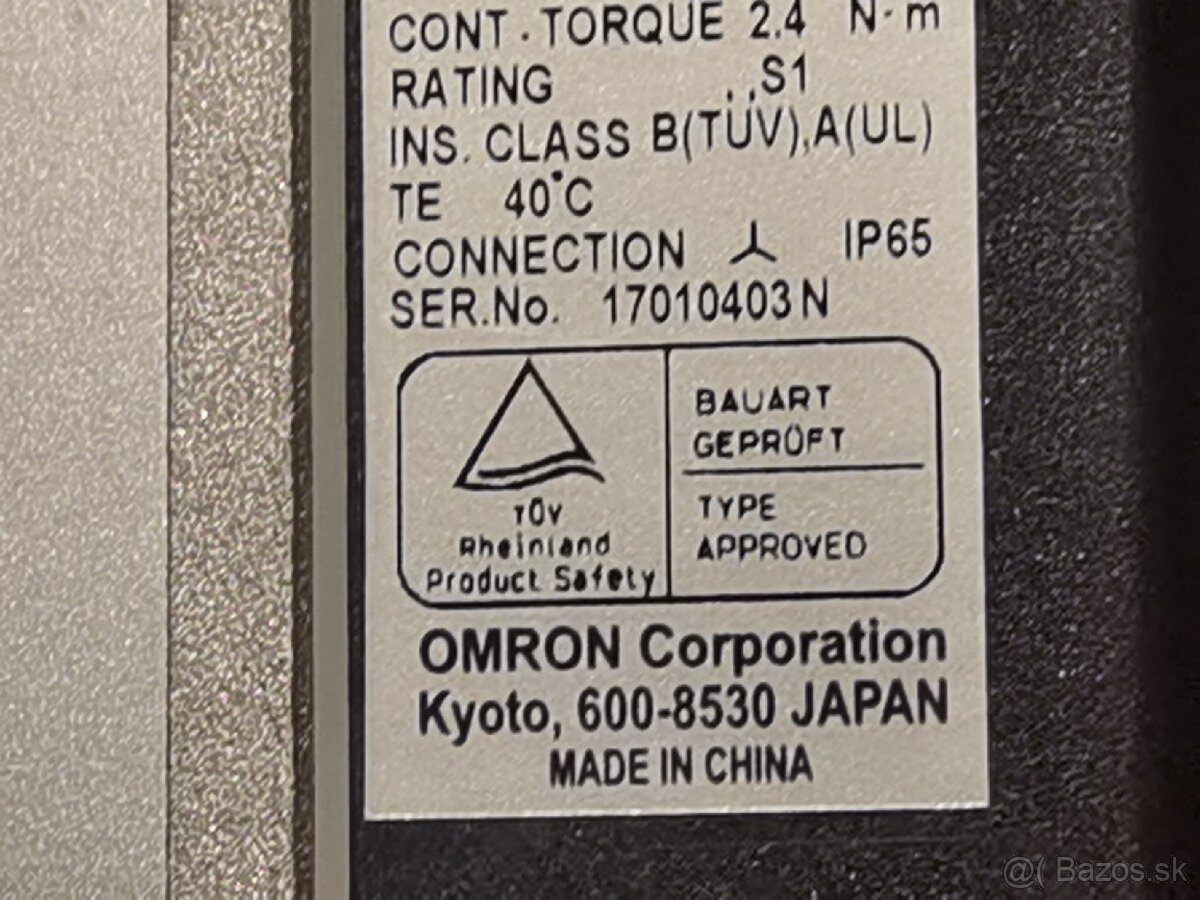 CONT.TORQUE 2.4 N·m
RATING S1
INS. CLASS B(TÜV),A(UL)
TE 40°C
CONNECTION IP65
SER.No. 17010403N
TÜV
Rheinland
Product Safety
BAUART
GEPRÜFT
TYPE
APPROVED
OMRON Corporation
Kyoto, 600-8530 JAPAN
MADE IN CHINA
@( Bazos.sk